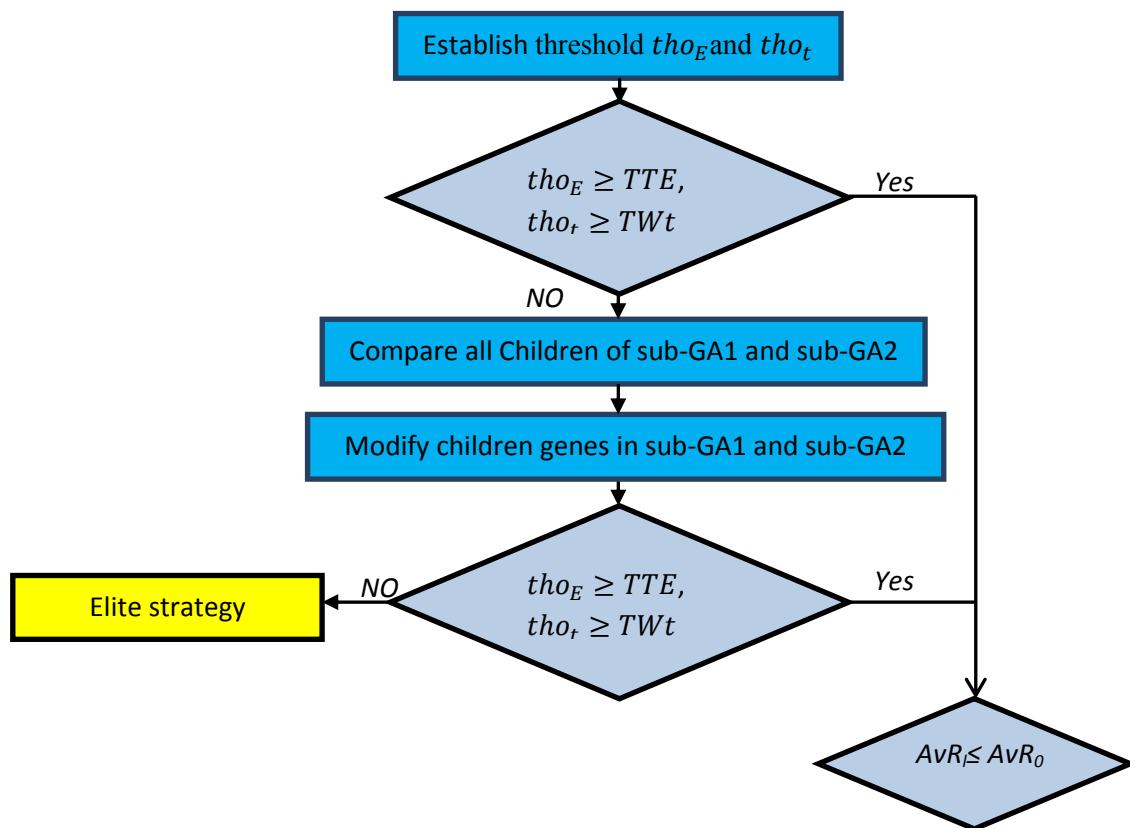 Establish threshold tho_E and tho_t
tho_E ≥ TTE,
tho_t ≥ TWt
Yes
NO
Compare all Children of sub-GA1 and sub-GA2
Modify children genes in sub-GA1 and sub-GA2
Elite strategy
NO
tho_E ≥ TTE,
tho_t ≥ TWt
Yes
AvR_l≤ AvR_0